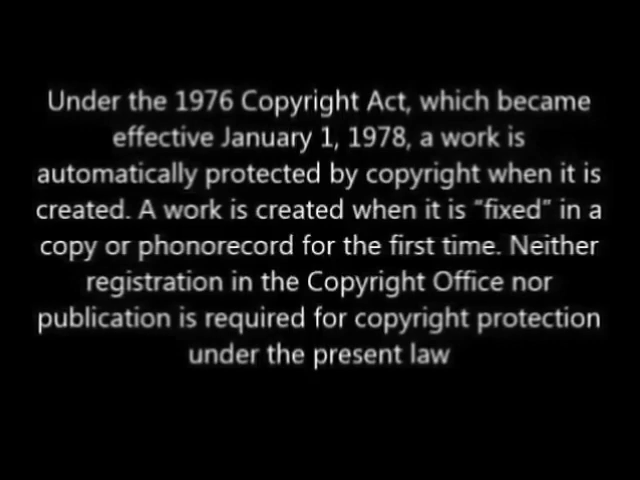 Under the 1976 Copyright Act, which became
effective January 1, 1978, a work is
automatically protected by copyright when it is
created. A work is created when it is "fixed" in a
copy or phonorecord for the first time. Neither
registration in the Copyright Office nor
publication is required for copyright protection
under the present law